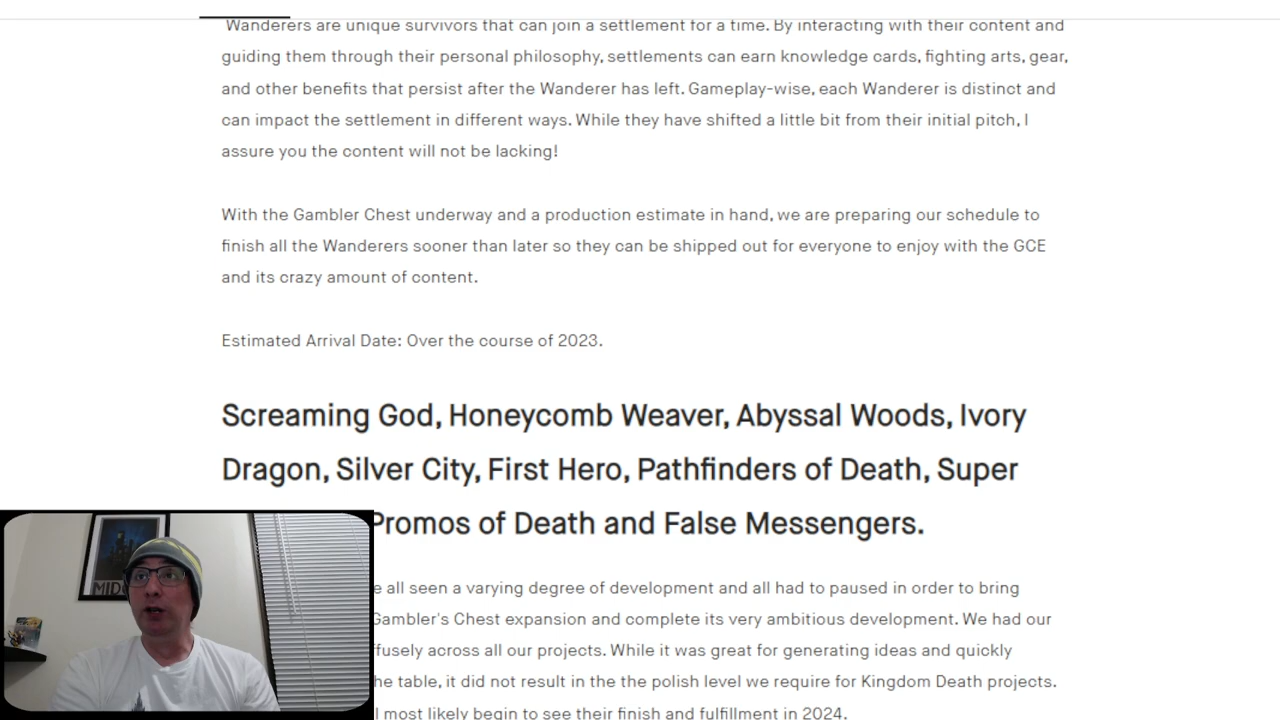 Wanderers are unique survivors that can join a settlement for a time. By interacting with their content and
guiding them through their personal philosophy, settlements can earn knowledge cards, fighting arts, gear,
and other benefits that persist after the Wanderer has left. Gameplay-wise, each Wanderer is distinct and
can impact the settlement in different ways. While they have shifted a little bit from their initial pitch, I
assure you the content will not be lacking!
With the Gambler Chest underway and a production estimate in hand, we are preparing our schedule to
finish all the Wanderers sooner than later so they can be shipped out for everyone to enjoy with the GCE
and its crazy amount of content.
Estimated Arrival Date: Over the course of 2023.
Screaming God, Honeycomb Weaver, Abyssal Woods, Ivory
Dragon, Silver City, First Hero, Pathfinders of Death, Super
Promos of Death and False Messengers.
e all seen a varying degree of development and all had to paused in order to bring
Gambler's Chest expansion and complete its very ambitious development. We had our
fusely across all our projects. While it was great for generating ideas and quickly
he table, it did not result in the the polish level we require for Kingdom Death projects.
l most likely begin to see their finish and fulfillment in 2024.